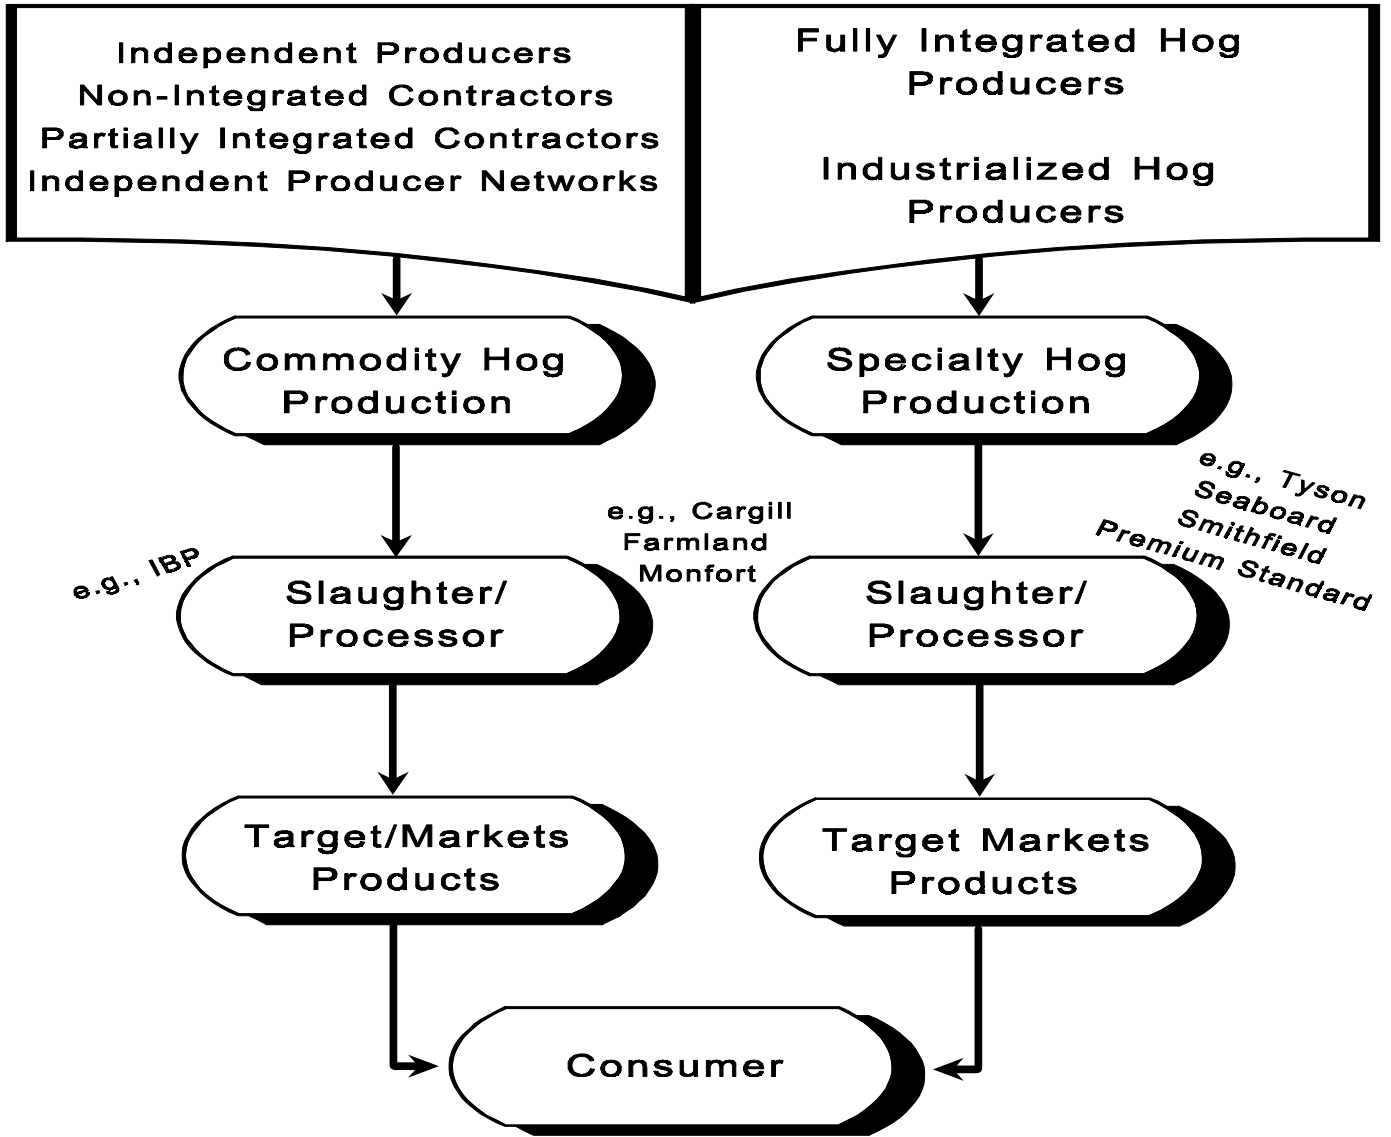 Independent Producers
Non-Integrated Contractors
Partially Integrated Contractors
Independent Producer Networks
Fully Integrated Hog
Producers
Industrialized Hog
Producers
Commodity Hog
Production
Specialty Hog
Production
e.g., IBP
Slaughter/
Processor
e.g., Cargill
Farmland
Monfort
Slaughter/
Processor
e.g., Tyson
Seaboard
Smithfield
Premium Standard
Target/Markets
Products
Target Markets
Products
Consumer